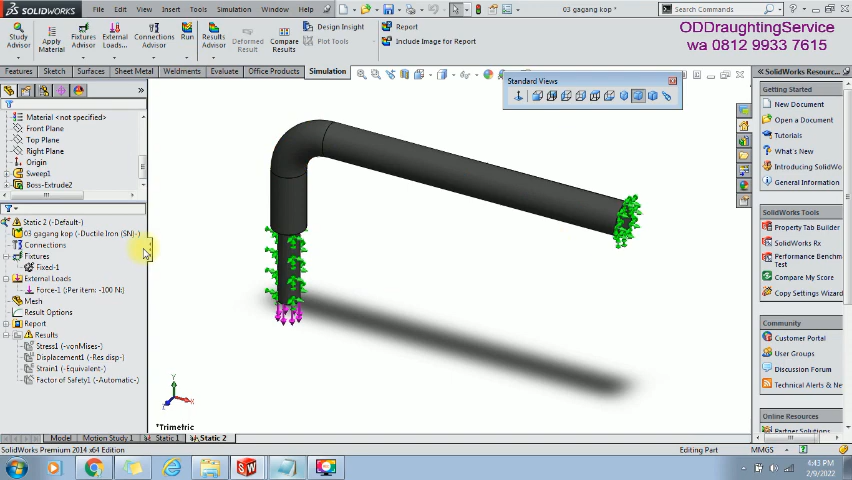 SOLIDWORKS
File Edit View Insert Tools Simulation Help
03 gagang kop *
Search Commands
ODDraughtingService
wa 0812 9933 7615
Study Advisor
Apply Material
Fixtures Advisor
External Loads...
Connections Advisor
Run
Results Advisor
Deformed Result
Compare Results
Design Insight
Plot Tools
Report
Include Image for Report
Features Sketch Surfaces Sheet Metal Weldments Evaluate Office Products Simulation
Standard Views
SolidWorks Resourc...
Material <not specified>
Front Plane
Top Plane
Right Plane
Origin
Sweep1
Boss-Extrude2
Static 2 (-Default-)
03 gagang kop (-Ductile Iron (SN)-)
Connections
Fixtures
Fixed-1
External Loads
Force-1 (:Per item: -100 N:)
Mesh
Result Options
Report
Results
Stress1 (-vonMises-)
Displacement1 (-Res disp-)
Strain1 (-Equivalent-)
Factor of Safety1 (-Automatic-)
Y
X
Z
*Trimetric
Getting Started
New Document
Open a Document
Tutorials
What's New
Introducing SolidWo
General Information
SolidWorks Tools
Property Tab Builder
SolidWorks Rx
Performance Bench Test
Compare My Score
Copy Settings Wizard
Community
Customer Portal
User Groups
Discussion Forum
Technical Alerts & Ne
Online Resources
Partner Solutions
Model Motion Study 1 Static 1 Static 2
SolidWorks Premium 2014 x64 Edition
Editing Part
MMGS
4:43 PM
2/9/2022